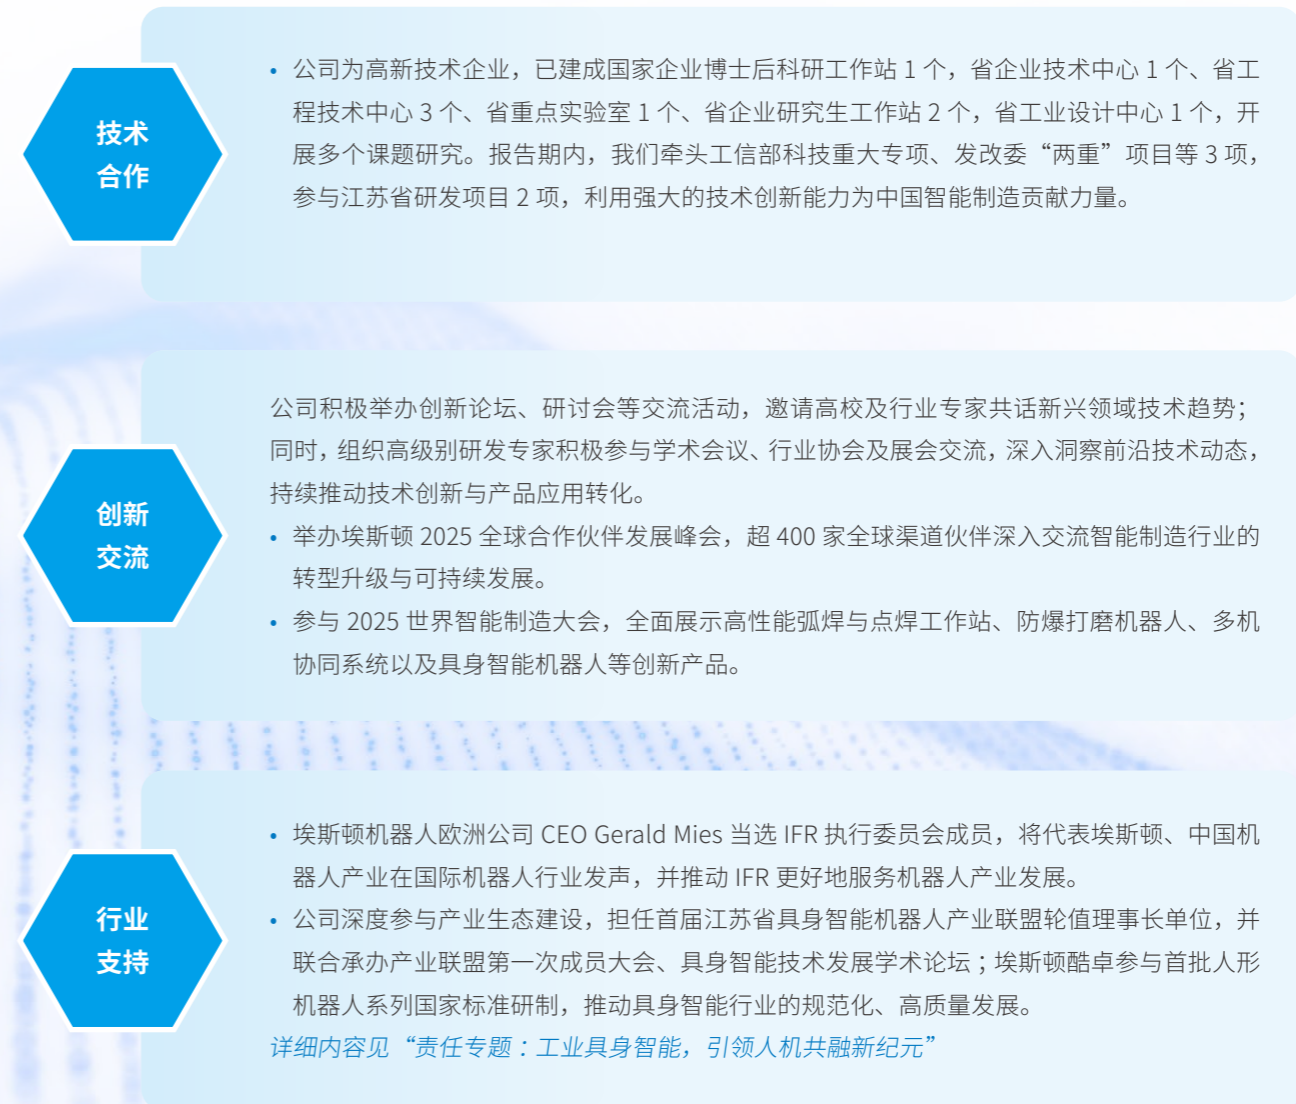 技术
合作
• 公司为高新技术企业，已建成国家企业博士后科研工作站 1 个，省企业技术中心 1 个、省工
程技术中心 3 个、省重点实验室 1 个、省企业研究生工作站 2 个，省工业设计中心 1 个，开
展多个课题研究。报告期内，我们牵头工信部科技重大专项、发改委“两重”项目等 3 项，
参与江苏省研发项目 2 项，利用强大的技术创新能力为中国智能制造贡献力量。
创新
交流
公司积极举办创新论坛、研讨会等交流活动，邀请高校及行业专家共话新兴领域技术趋势；
同时，组织高级别研发专家积极参与学术会议、行业协会及展会交流，深入洞察前沿技术动态，
持续推动技术创新与产品应用转化。
• 举办埃斯顿 2025 全球合作伙伴发展峰会，超 400 家全球渠道伙伴深入交流智能制造行业的
转型升级与可持续发展。
• 参与 2025 世界智能制造大会，全面展示高性能弧焊与点焊工作站、防爆打磨机器人、多机
协同系统以及具身智能机器人等创新产品。
行业
支持
• 埃斯顿机器人欧洲公司 CEO Gerald Mies 当选 IFR 执行委员会成员，将代表埃斯顿、中国机
器人产业在国际机器人行业发声，并推动 IFR 更好地服务机器人产业发展。
• 公司深度参与产业生态建设，担任首届江苏省具身智能机器人产业联盟轮值理事长单位，并
联合承办产业联盟第一次成员大会、具身智能技术发展学术论坛；埃斯顿酷卓参与首批人形
机器人系列国家标准研制，推动具身智能行业的规范化、高质量发展。
详细内容见“责任专题：工业具身智能，引领人机共融新纪元”